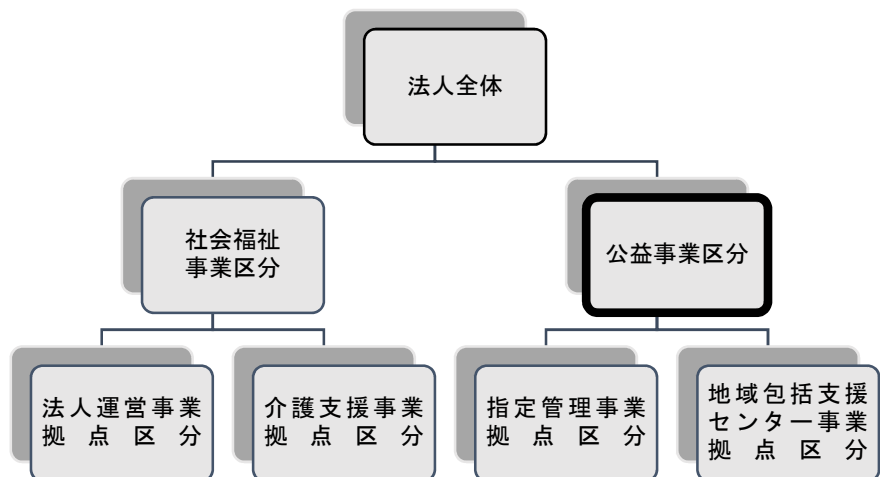 法人全体
社会福祉
事業区分
公益事業区分
法人運営事業
拠点区分
介護支援事業
拠点区分
指定管理事業
拠点区分
地域包括支援
センター事業
拠点区分